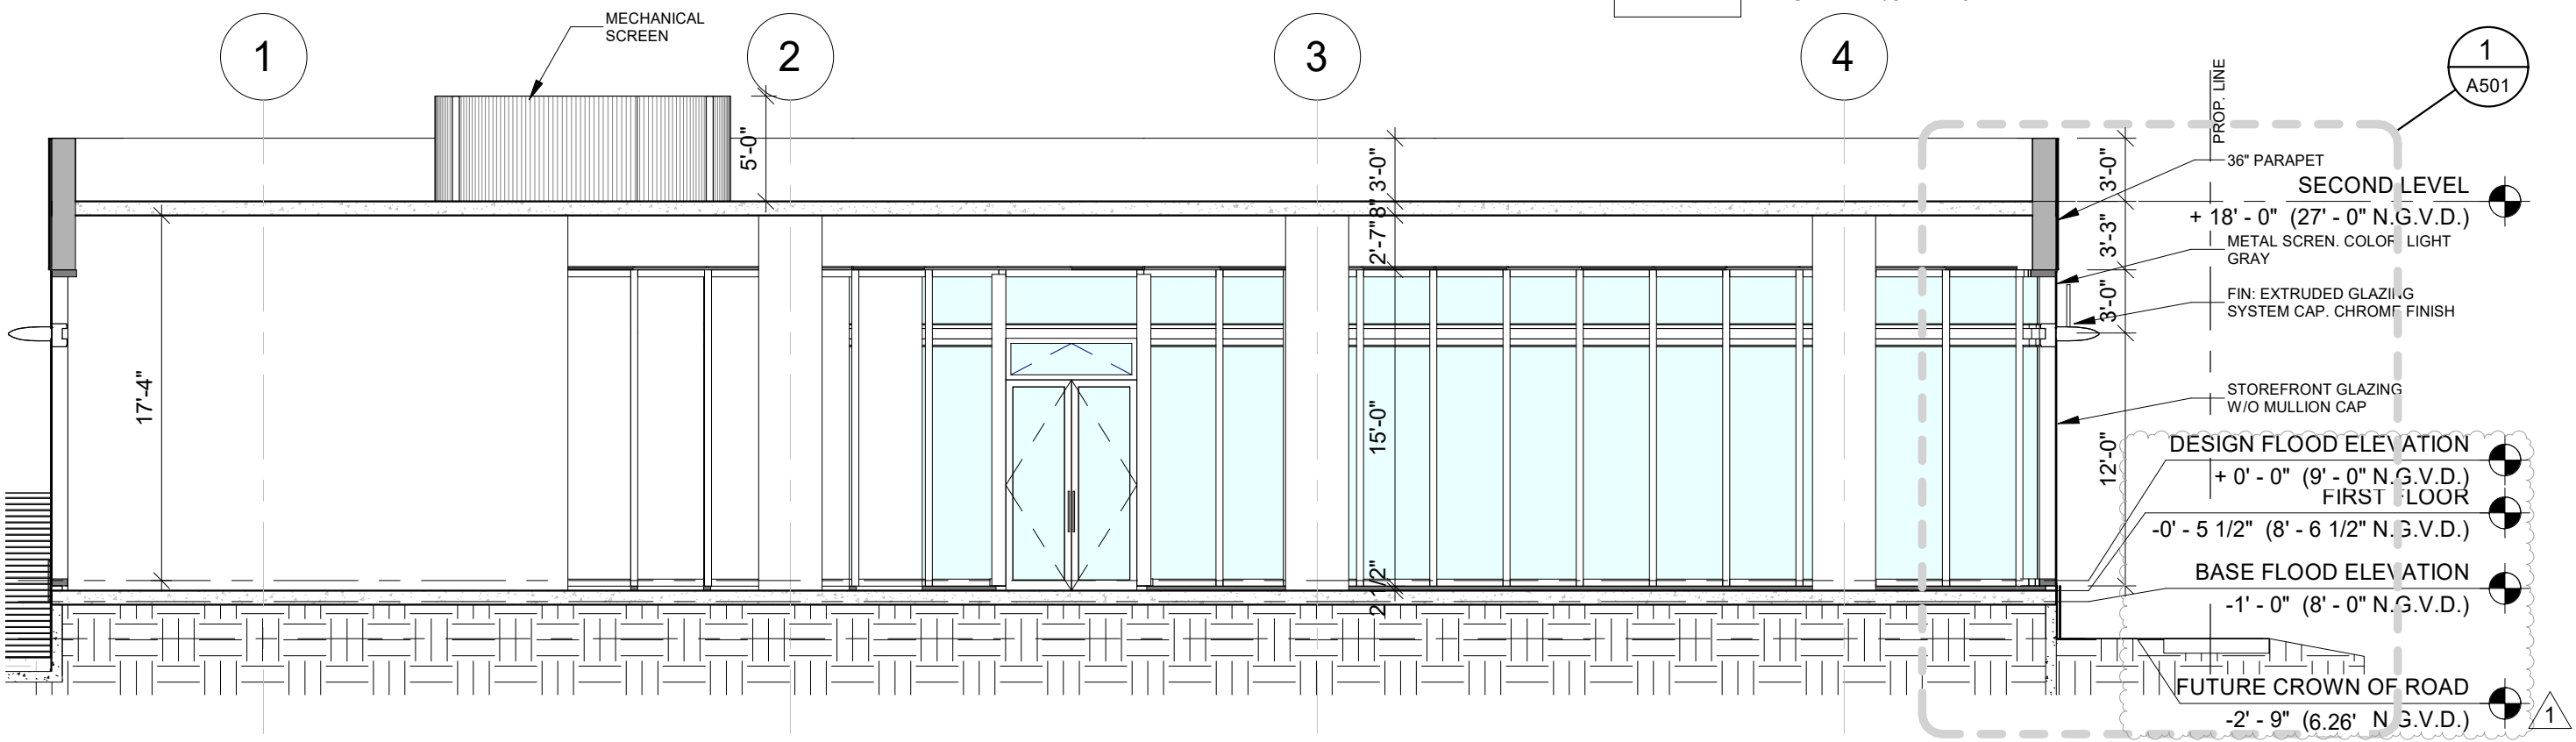 MECHANICAL
SCREEN
1
2
3
4
1
A501
PROP. LINE
5'-0"
3'-0"
8"
2'-7"
15'-0"
17'-4"
3'-0"
3'-3"
3'-0"
12'-0"
36" PARAPET
SECOND LEVEL
+ 18' - 0" (27' - 0" N.G.V.D.)
METAL SCREN. COLOR LIGHT
GRAY
FIN: EXTRUDED GLAZING
SYSTEM CAP. CHROME FINISH
STOREFRONT GLAZING
W/O MULLION CAP
DESIGN FLOOD ELEVATION
+ 0' - 0" (9' - 0" N.G.V.D.)
FIRST FLOOR
-0' - 5 1/2" (8' - 6 1/2" N.G.V.D.)
BASE FLOOD ELEVATION
-1' - 0" (8' - 0" N.G.V.D.)
FUTURE CROWN OF ROAD
-2' - 9" (6.26' N.G.V.D.)
1